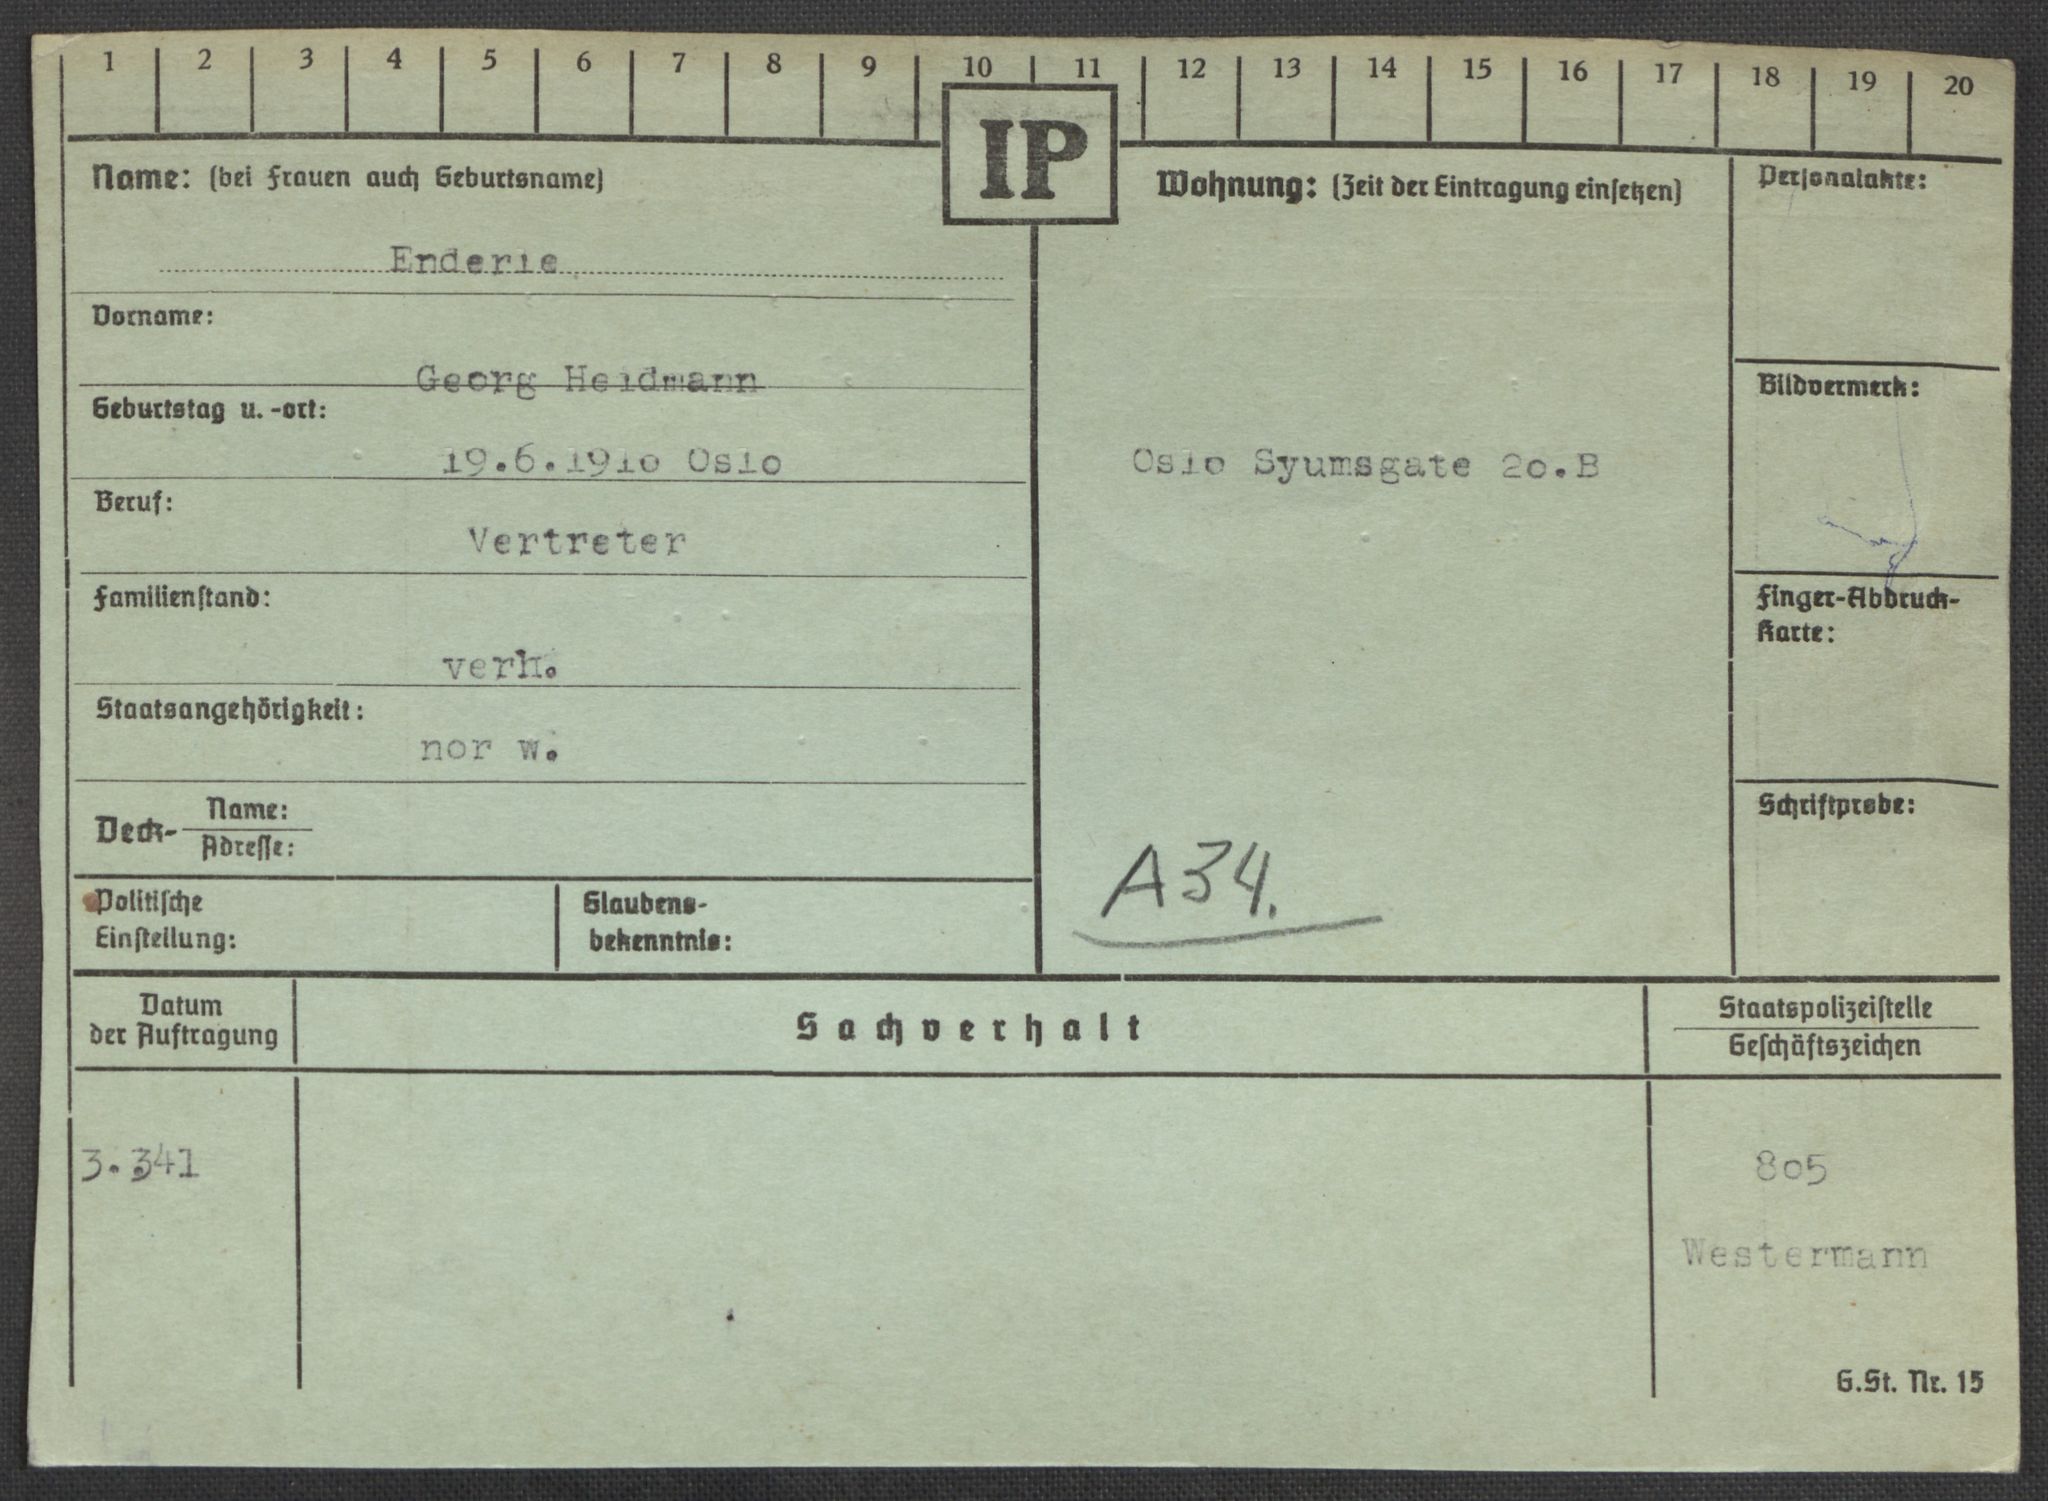 1 2 3 4 5 6 7 8 9 10 11 12 13 14 15 16 17 18 19 20
IP
Name: (bei Frauen auch Geburtsname)
Enderie
Vorname:
Georg Heidmann
Geburtstag u. -ort:
19.6.1910 Oslo
Beruf:
Vertreter
Familienstand:
verh.
Staatsangehörigkeit:
nor w.
Deck- Name:
Adresse:
Politische
Einstellung:
Glaubens-
bekenntnis:
Wohnung: (Zeit der Eintragung einsetzen)
Oslo Syumsgate 20.B
A34.
Personalakte:
Bildvermerk:
Finger-Abdruck-
Karte:
Schriftprobe:
Datum
der Auftragung
Sachverhalt
Staatspolizeistelle
Geschäftszeichen
3.341
805
Westermann
G.St. Nr. 15